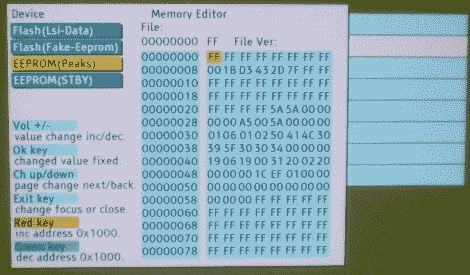 Device
Memory Editor
Flash(Lsi-Data)
Flash(Fake-Eeprom)
EEPROM(Peaks)
EEPROM(STBY)
Vol +/-
value change inc/dec.
Ok key
changed value fixed.
Ch up/down
page change next/back.
Exit key
change focus or close.
Red key
inc address 0x1000.
Green key
dec address 0x1000.
File:
00000000 FF File Ver:
00000000 FF FF FF FF FF FF FF FF
00000008 00 1B D3 43 2D 7F FF FF
00000010 FF FF FF FF FF FF FF FF
00000018 FF FF FF FF FF FF FF FF
00000020 FF FF FF FF 5A 5A 00 00
00000028 00 00 A5 00 5A 00 00 00
00000030 01 06 01 02 50 41 4C 30
00000038 39 5F 30 30 34 00 00 00
00000040 19 06 19 00 31 20 02 20
00000048 00 00 00 1C EF 01 00 00
00000050 00 00 00 00 00 00 00 00
00000058 00 00 00 FF FF FF FF FF
00000060 FF FF FF FF FF FF FF FF
00000068 FF FF FF FF FF FF FF FF
00000070 FF FF FF FF FF FF FF FF
00000078 FF FF FF FF FF FF FF FF